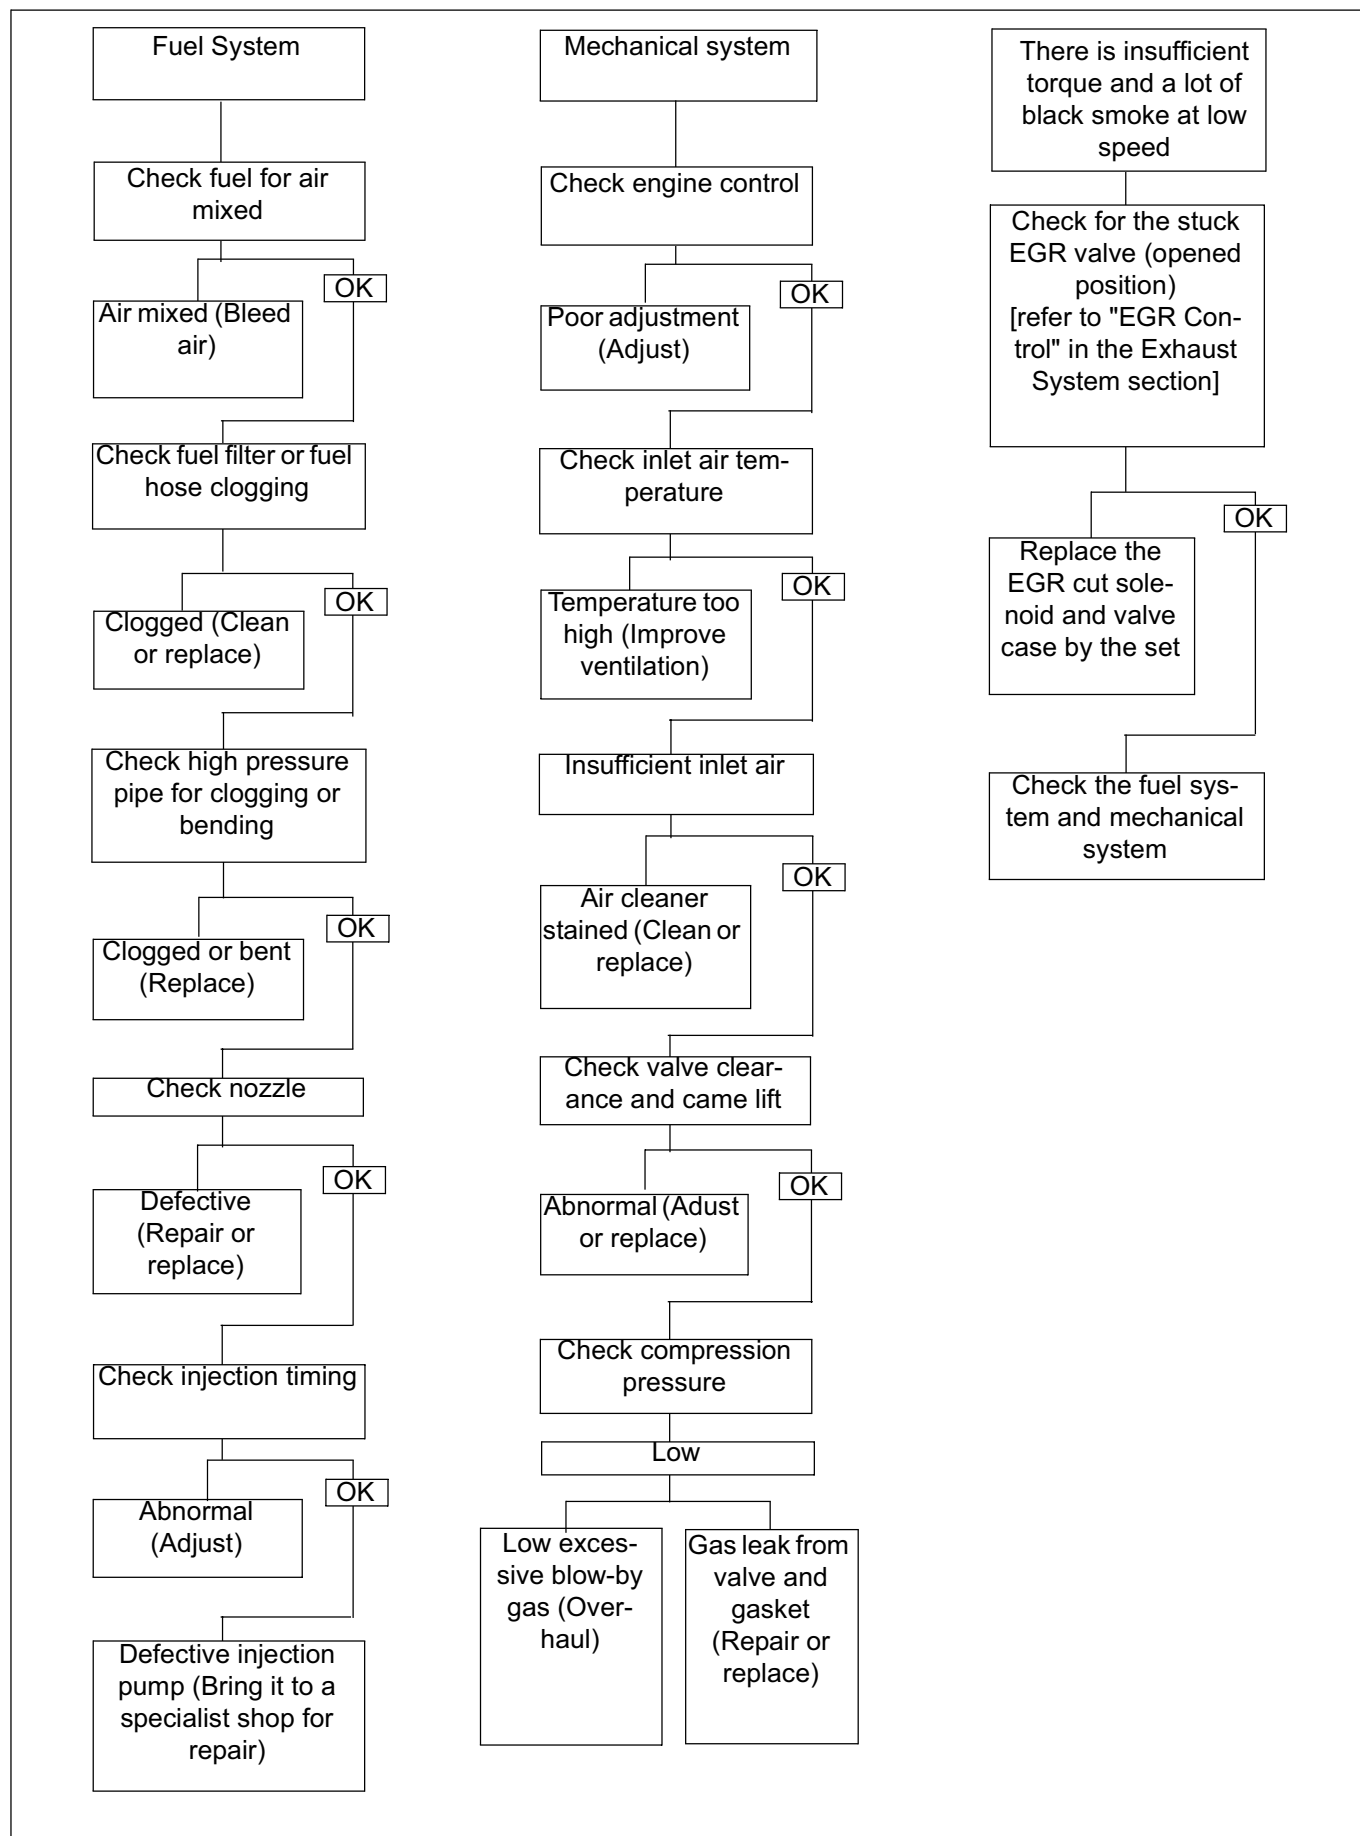 Fuel System
Check fuel for air
mixed
OK
Air mixed (Bleed
air)
Check fuel filter or fuel
hose clogging
OK
Clogged (Clean
or replace)
Check high pressure
pipe for clogging or
bending
OK
Clogged or bent
(Replace)
Check nozzle
OK
Defective
(Repair or
replace)
Check injection timing
OK
Abnormal
(Adjust)
Defective injection
pump (Bring it to a
specialist shop for
repair)
Mechanical system
Check engine control
OK
Poor adjustment
(Adjust)
Check inlet air tem-
perature
OK
Temperature too
high (Improve
ventilation)
Insufficient inlet air
OK
Air cleaner
stained (Clean or
replace)
Check valve clear-
ance and came lift
OK
Abnormal (Adust
or replace)
Check compression
pressure
Low
Low exces-
sive blow-by
gas (Over-
haul)
Gas leak from
valve and
gasket
(Repair or
replace)
There is insufficient
torque and a lot of
black smoke at low
speed
Check for the stuck
EGR valve (opened
position)
[refer to "EGR Con-
trol" in the Exhaust
System section]
OK
Replace the
EGR cut sole-
noid and valve
case by the set
Check the fuel sys-
tem and mechanical
system